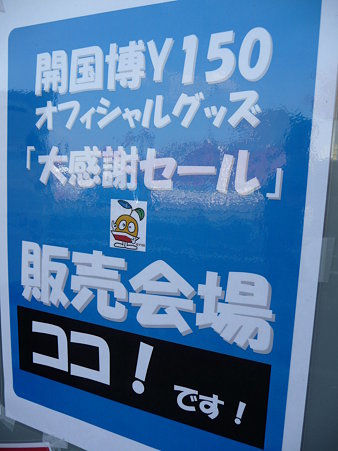 開国博Y150
オフィシャルグッズ
「大感謝セール」
販売会場
ココ！です！